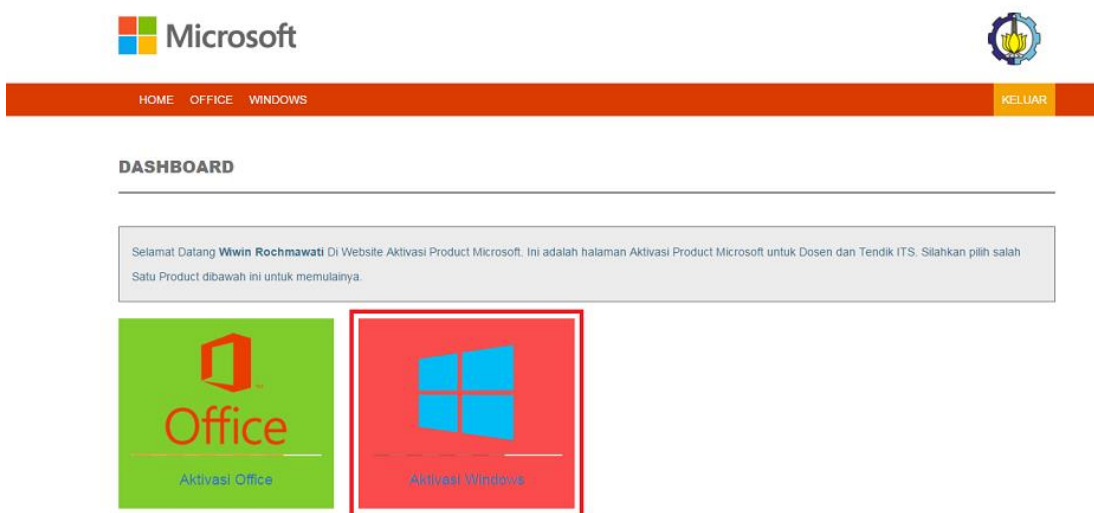 Microsoft
HOME OFFICE WINDOWS KELUAR
DASHBOARD
Selamat Datang Wiwin Rochmawati Di Website Aktivasi Product Microsoft. Ini adalah halaman Aktivasi Product Microsoft untuk Dosen dan Tendik ITS. Silahkan pilih salah
Satu Product dibawah ini untuk memulainya.
Office
Aktivasi Office
Aktivasi Windows